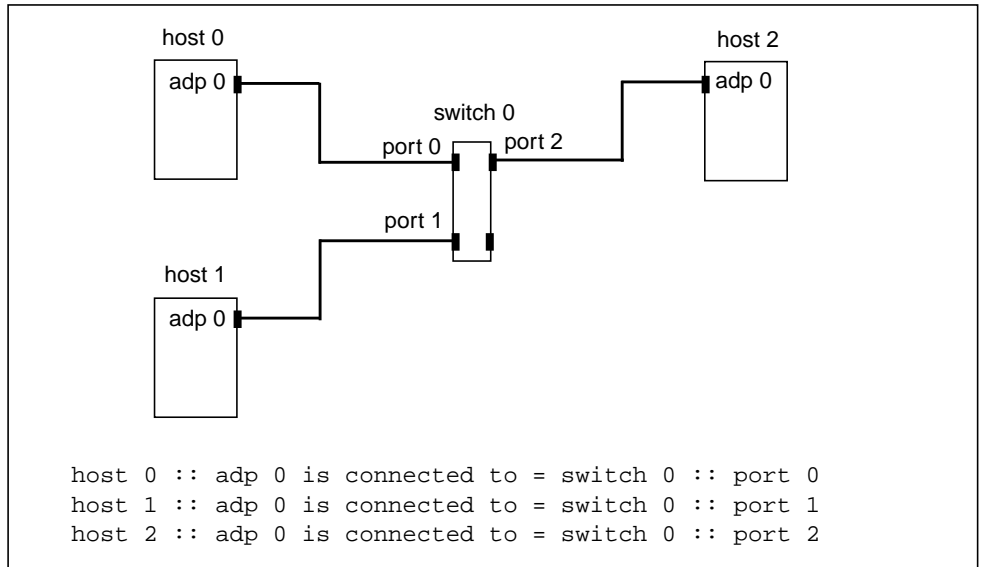 host 0
host 2
adp 0
adp 0
switch 0
port 0
port 2
port 1
host 1
adp 0
host 0 :: adp 0 is connected to = switch 0 :: port 0
host 1 :: adp 0 is connected to = switch 0 :: port 1
host 2 :: adp 0 is connected to = switch 0 :: port 2